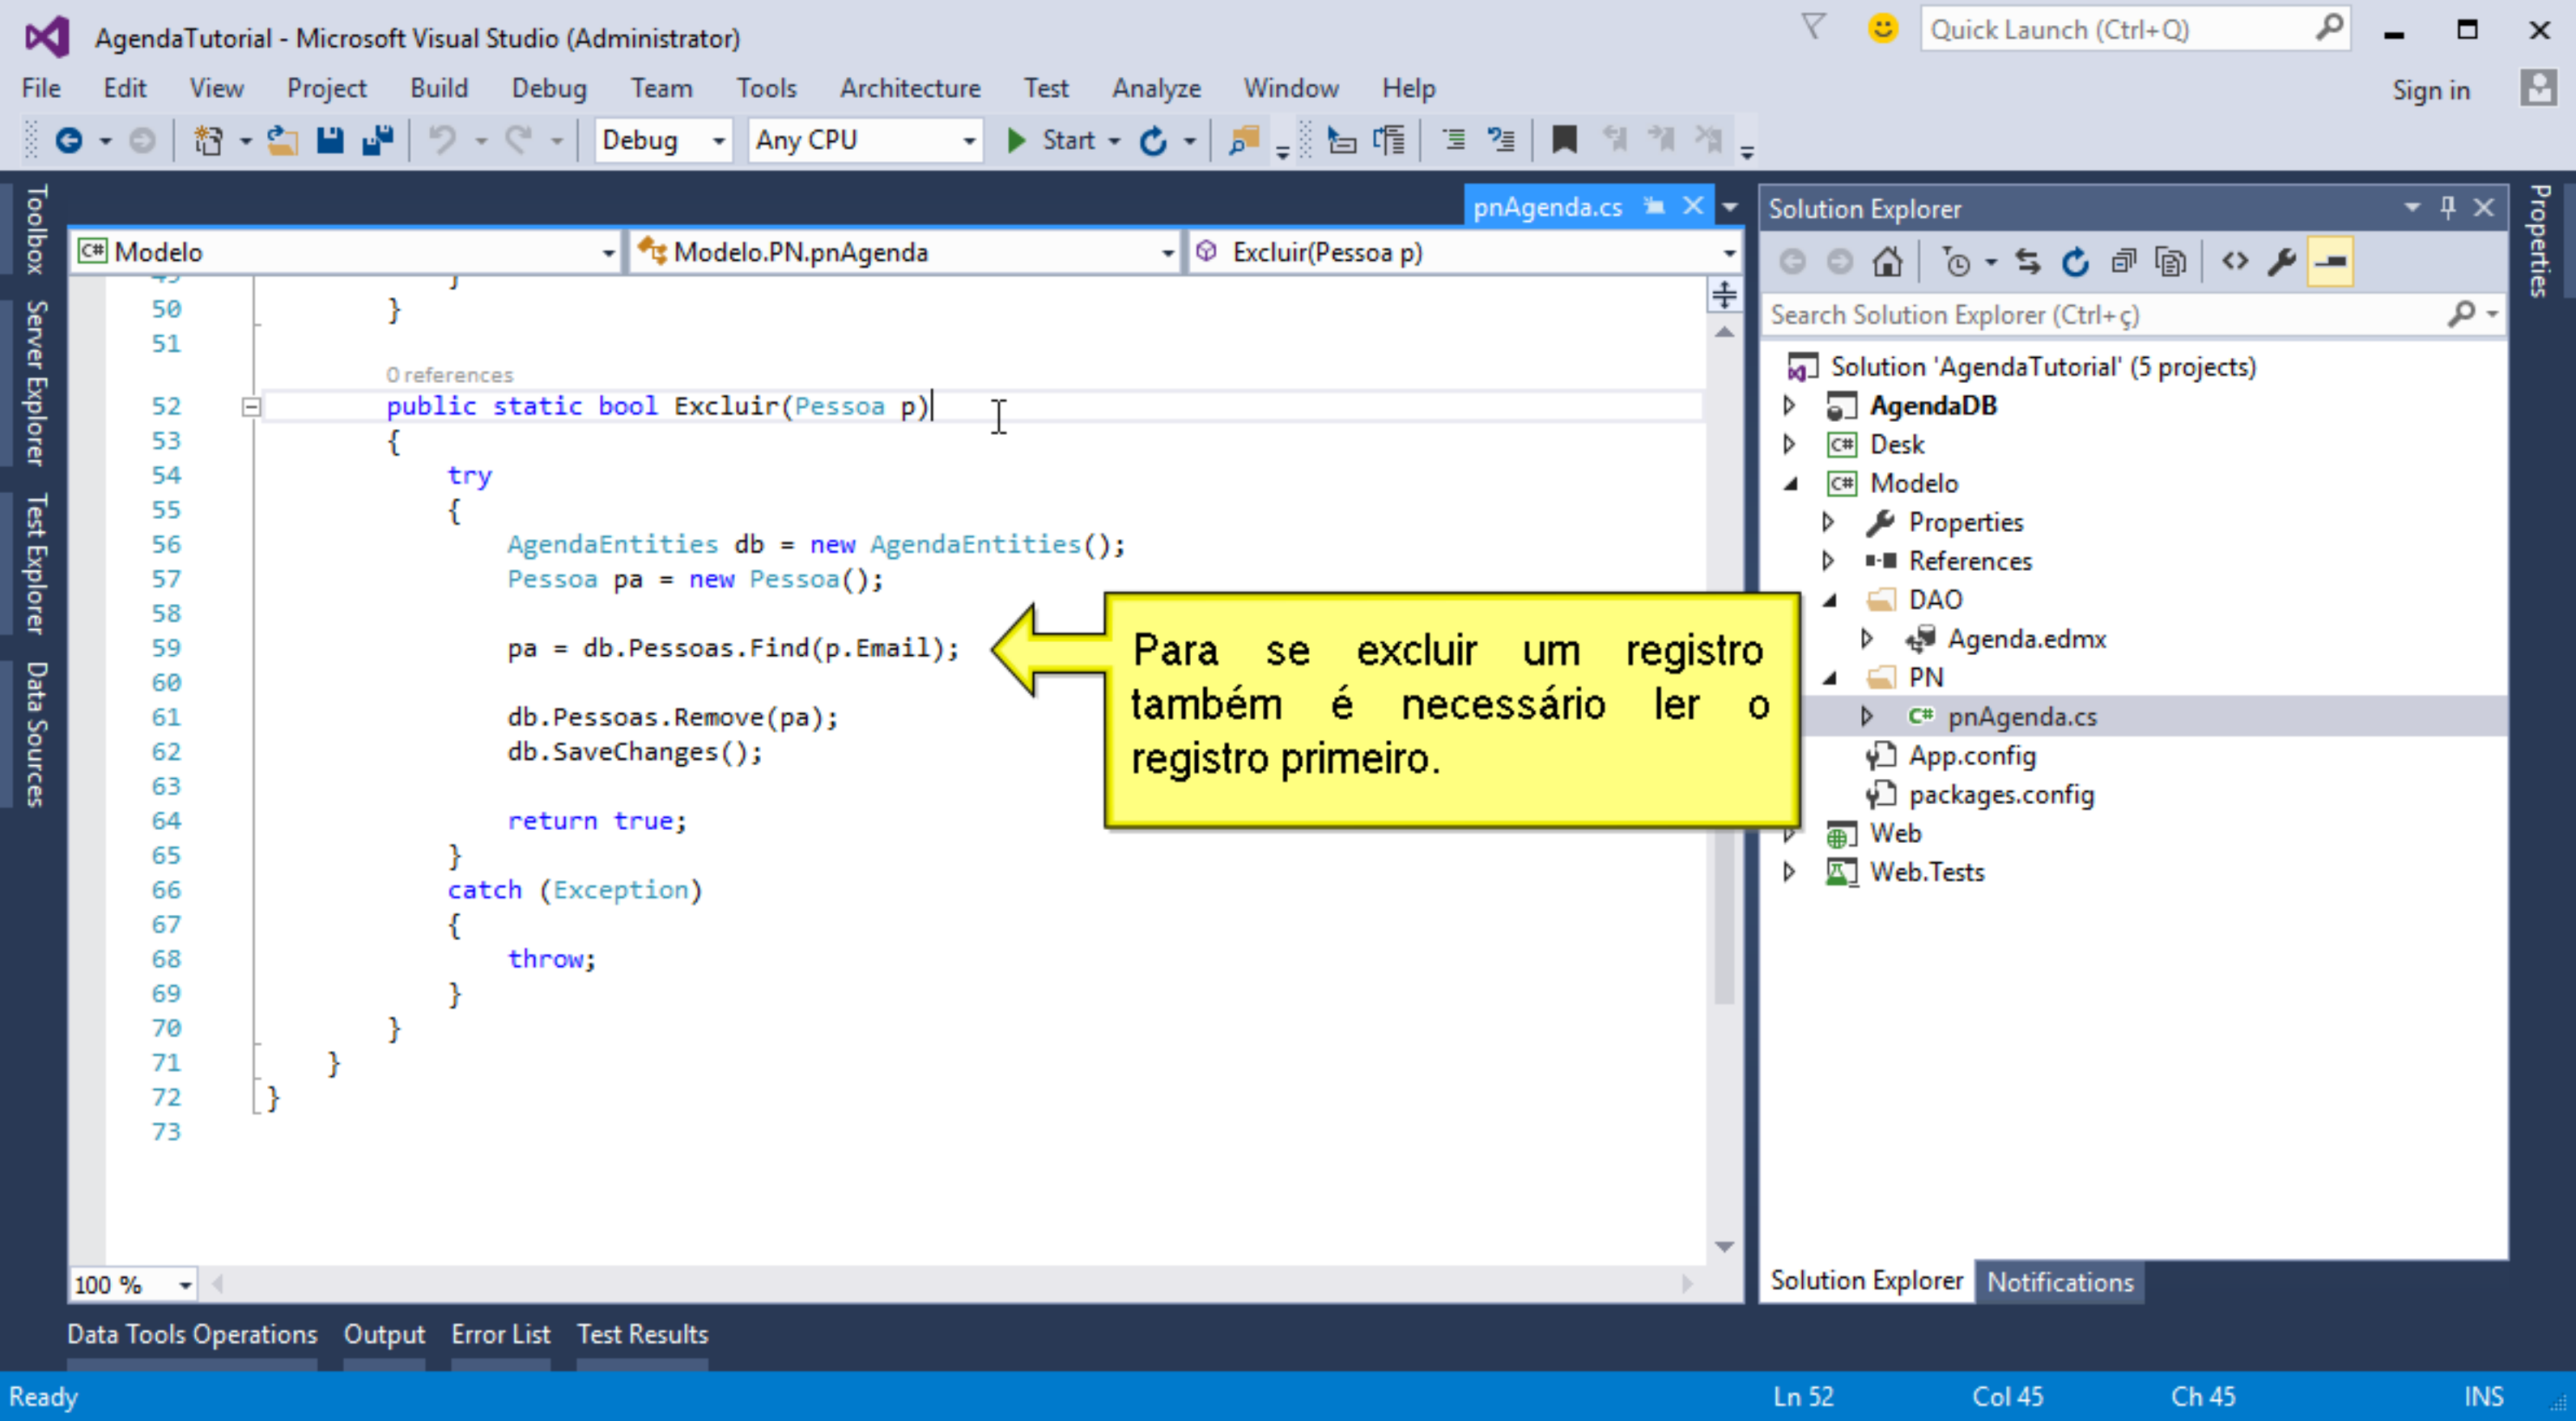 AgendaTutorial - Microsoft Visual Studio (Administrator)
Quick Launch (Ctrl+Q)
File Edit View Project Build Debug Team Tools Architecture Test Analyze Window Help
Sign in
Debug Any CPU Start
Toolbox
Server Explorer
Test Explorer
Data Sources
pnAgenda.cs
C# Modelo Modelo.PN.pnAgenda Excluir(Pessoa p)
50 }
51
0 references
52 public static bool Excluir(Pessoa p)
53 {
54 try
55 {
56 AgendaEntities db = new AgendaEntities();
57 Pessoa pa = new Pessoa();
58
59 pa = db.Pessoas.Find(p.Email);
60
61 db.Pessoas.Remove(pa);
62 db.SaveChanges();
63
64 return true;
65 }
66 catch (Exception)
67 {
68 throw;
69 }
70 }
71 }
72 }
73
Para se excluir um registro
também é necessário ler o
registro primeiro.
100 %
Solution Explorer
Search Solution Explorer (Ctrl+ç)
Solution 'AgendaTutorial' (5 projects)
AgendaDB
C# Desk
C# Modelo
Properties
References
DAO
Agenda.edmx
PN
C# pnAgenda.cs
App.config
packages.config
Web
Web.Tests
Solution Explorer Notifications
Properties
Data Tools Operations Output Error List Test Results
Ready Ln 52 Col 45 Ch 45 INS